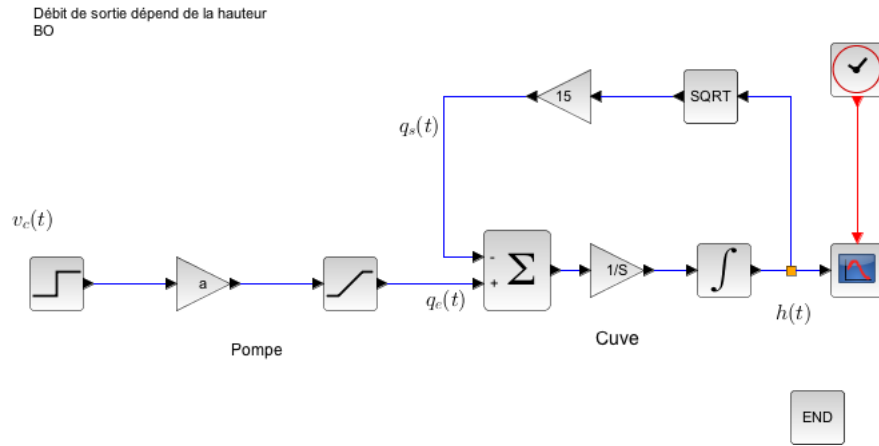 Débit de sortie dépend de la hauteur
BO
15
SQRT
q_s(t)
v_c(t)
-
+
Σ
1/S
∫
a
q_e(t)
h(t)
Pompe
Cuve
END